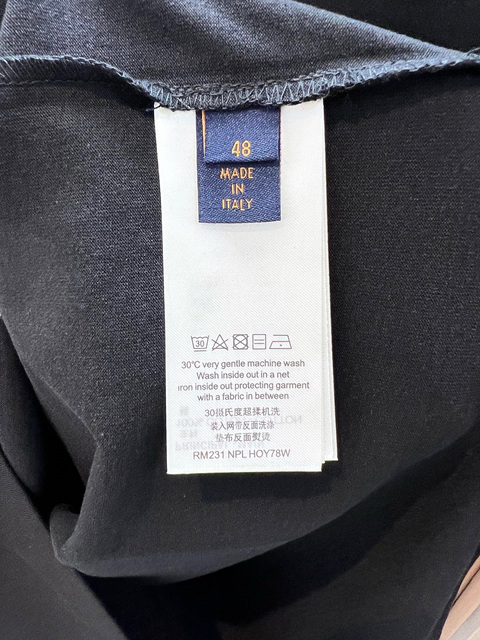 48
MADE
IN
ITALY
30
30°C very gentle machine wash
Wash inside out in a net
Iron inside out protecting garment
with a fabric in between
30摄氏度超揉机洗
装入网带反面洗涤
垫布反面熨烫
RM231 NPL HOY78W